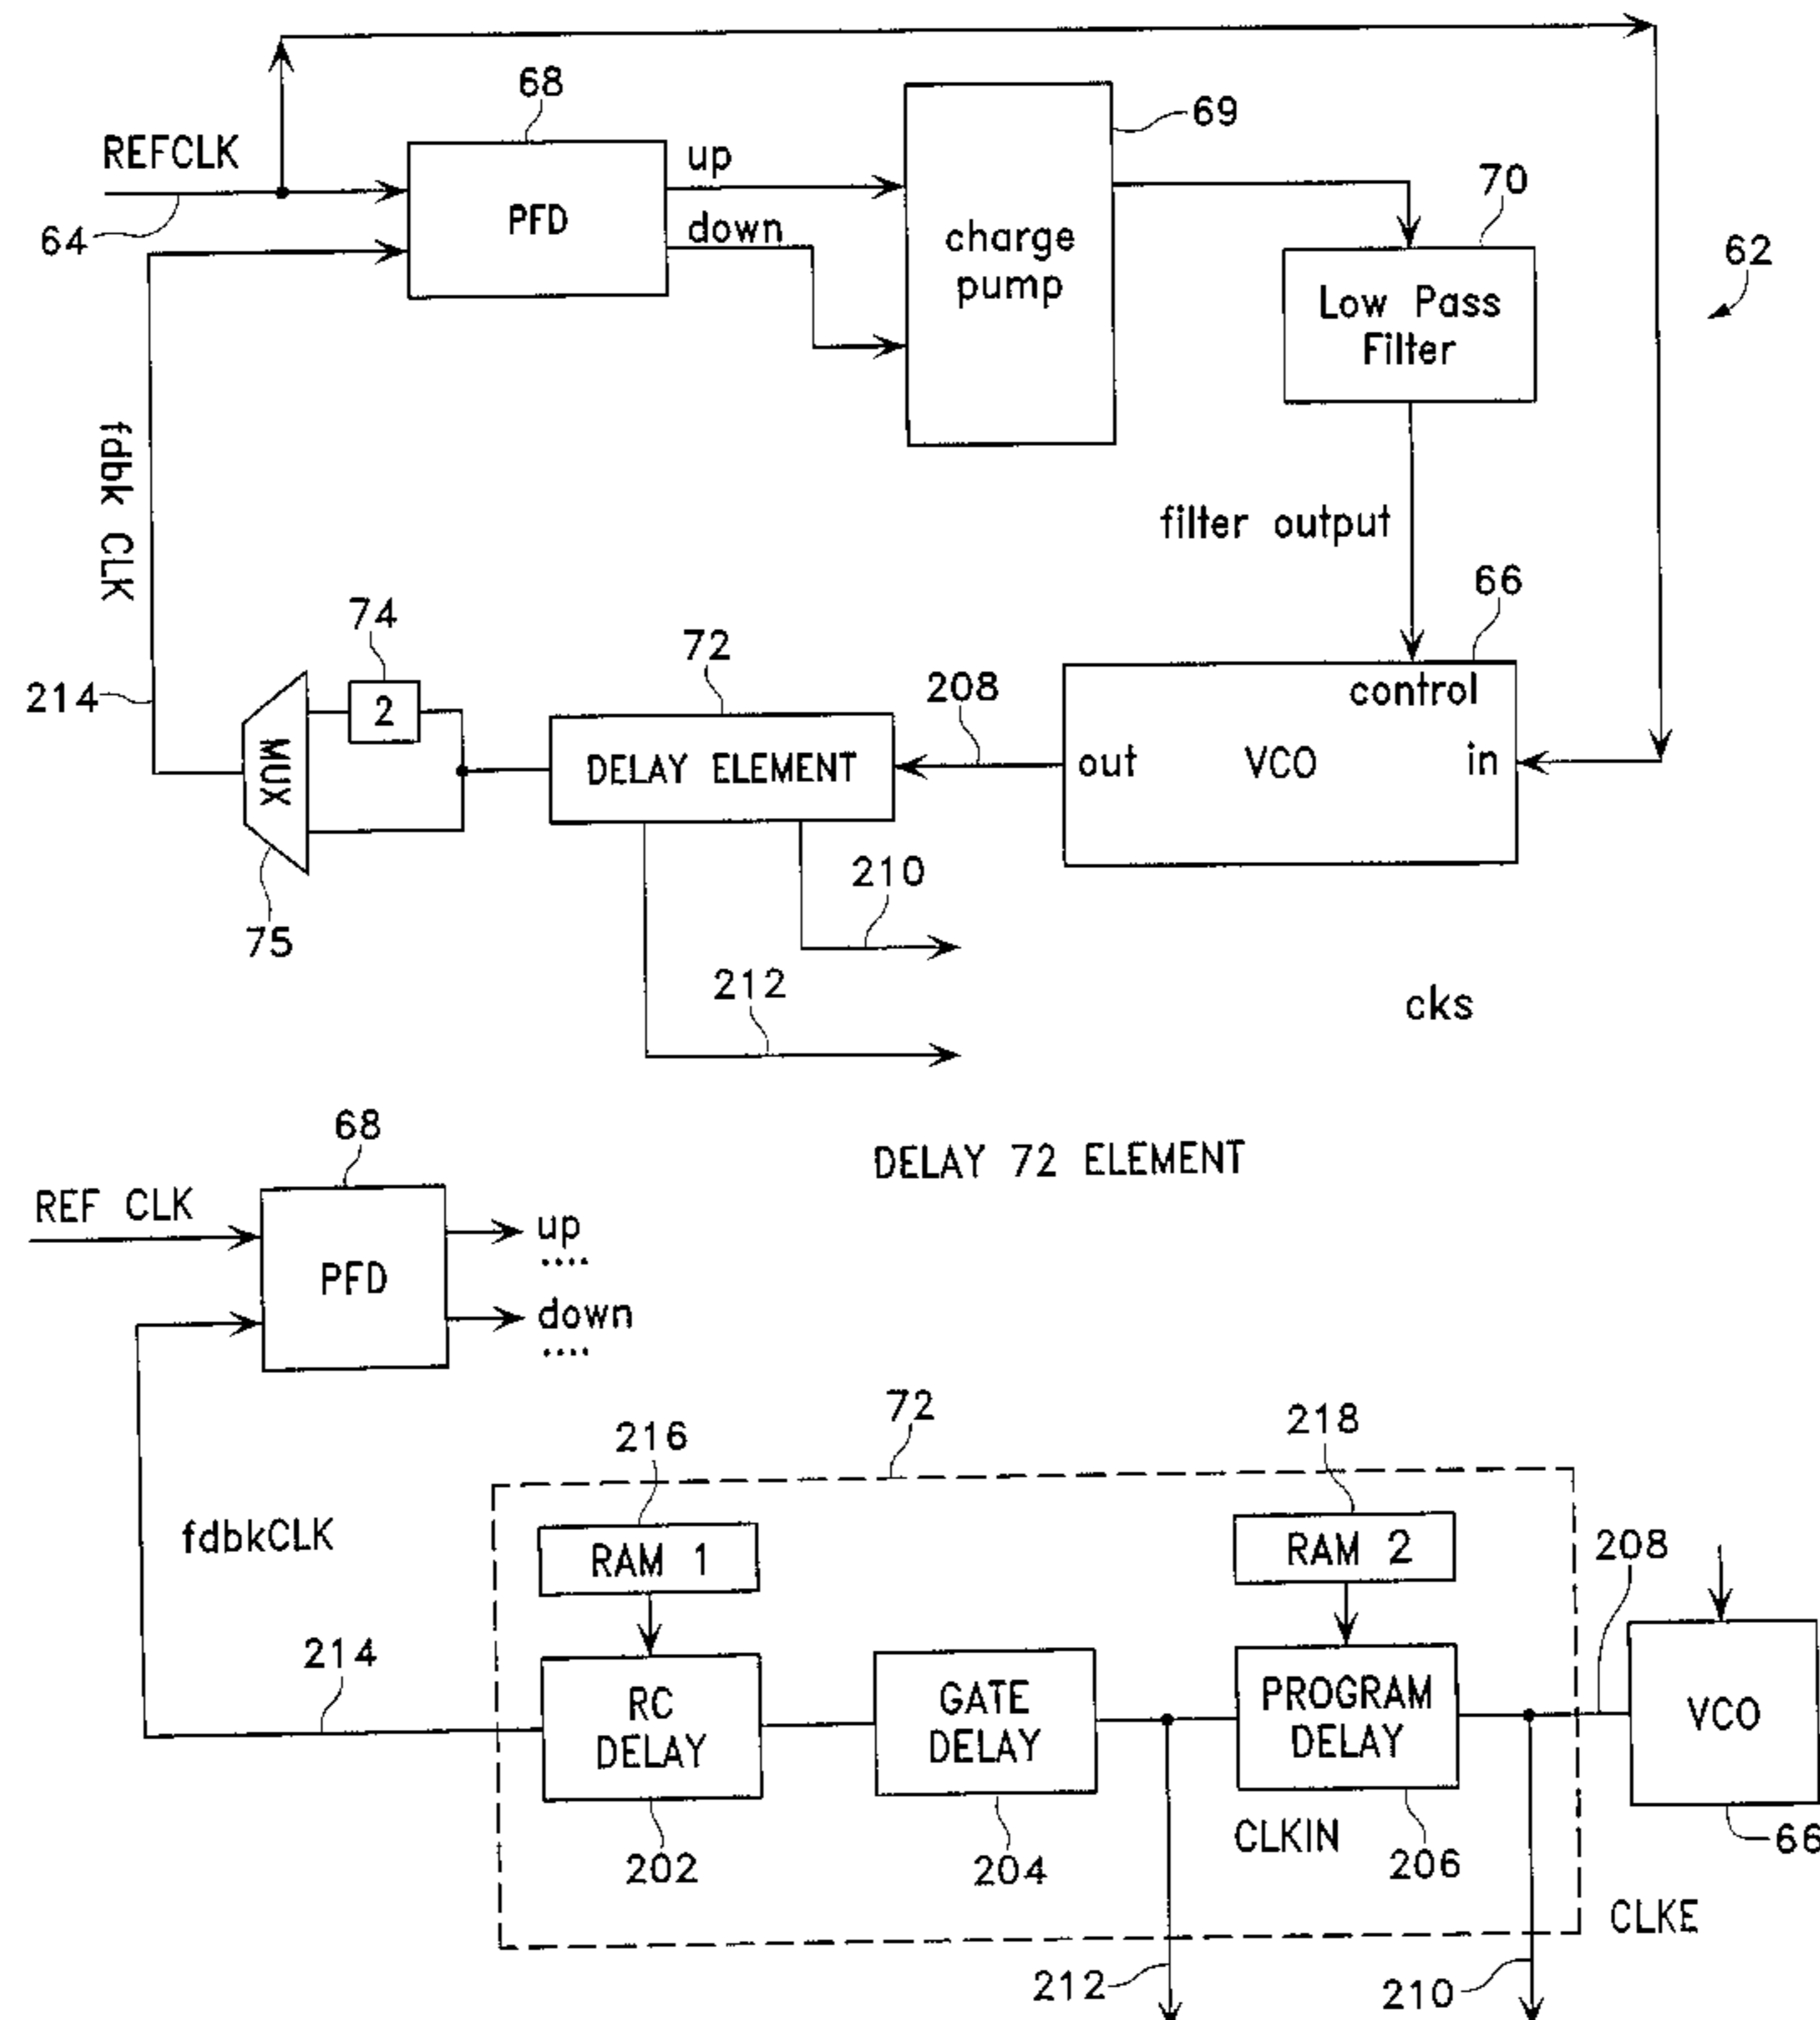 68
69
REFCLK
up
70
64
PFD
down
charge
pump
62
Low Pass
Filter
fdbk CLK
filter output
74
72
66
214
208
control
2
MUX
DELAY ELEMENT
out
VCO
in
210
75
212
cks
68
DELAY 72 ELEMENT
REF CLK
up
....
PFD
down
....
72
216
218
fdbkCLK
RAM 1
RAM 2
208
214
RC
DELAY
GATE
DELAY
PROGRAM
DELAY
VCO
CLKIN
202
204
206
66
CLKE
212
210